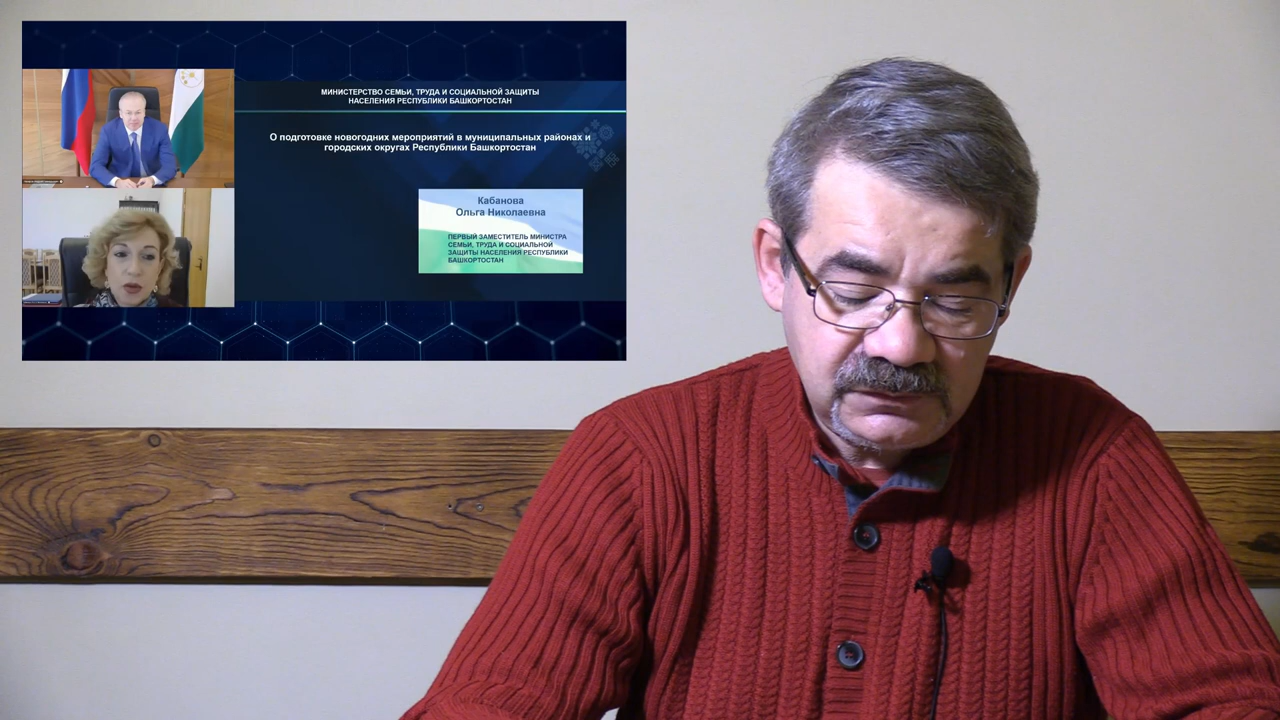 МИНИСТЕРСТВО СЕМЬИ, ТРУДА И СОЦИАЛЬНОЙ ЗАЩИТЫ
НАСЕЛЕНИЯ РЕСПУБЛИКИ БАШКОРТОСТАН
О подготовке новогодних мероприятий в муниципальных районах и
городских округах Республики Башкортостан
Кабанова
Ольга Николаевна
ПЕРВЫЙ ЗАМЕСТИТЕЛЬ МИНИСТРА
СЕМЬИ, ТРУДА И СОЦИАЛЬНОЙ
ЗАЩИТЫ НАСЕЛЕНИЯ РЕСПУБЛИКИ
БАШКОРТОСТАН